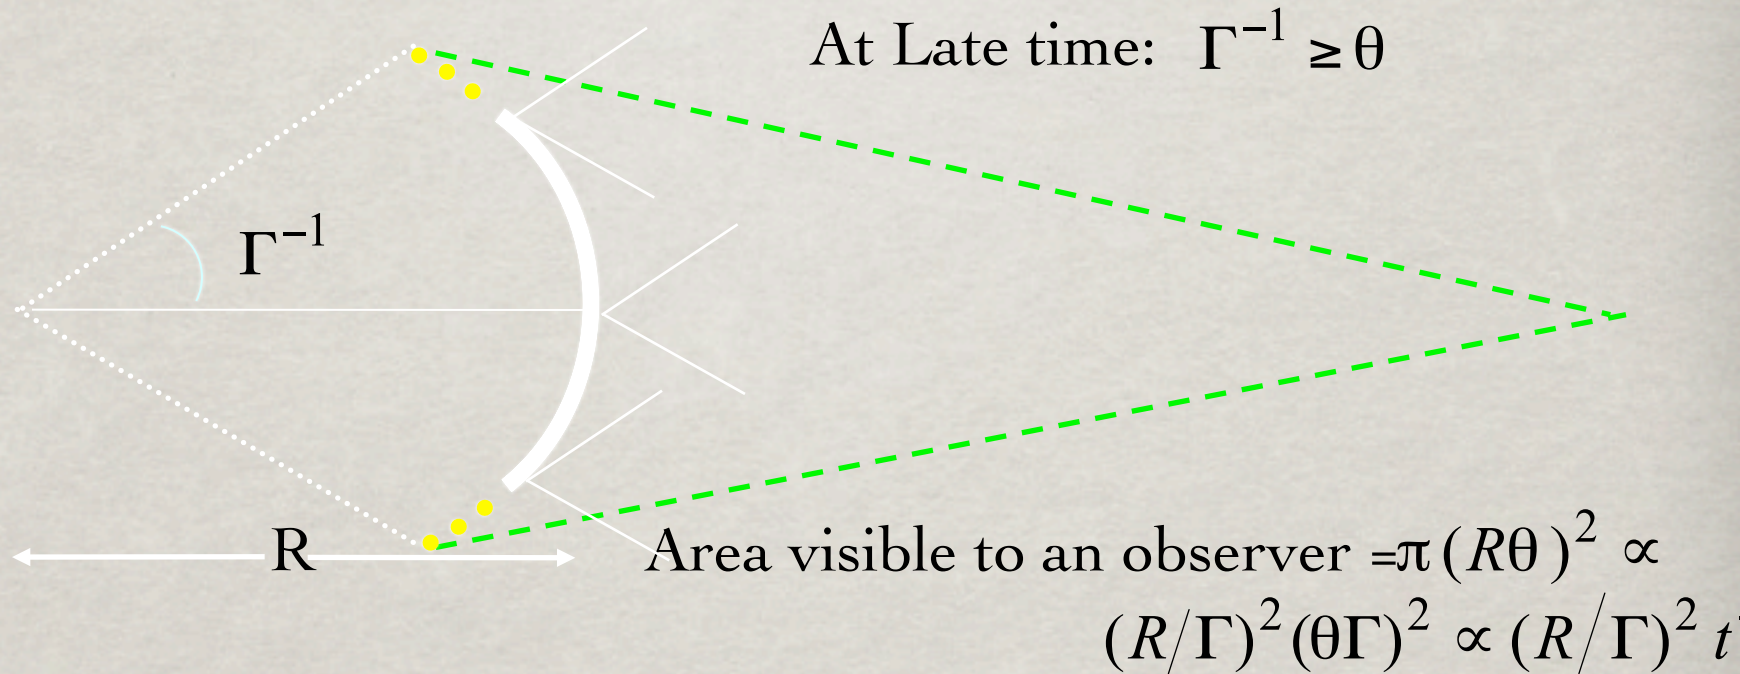 At Late time: Γ⁻¹ ≥ θ
Γ⁻¹
R
Area visible to an observer =π(Rθ)² ∝
(R/Γ)²(θΓ)² ∝ (R/Γ)² t